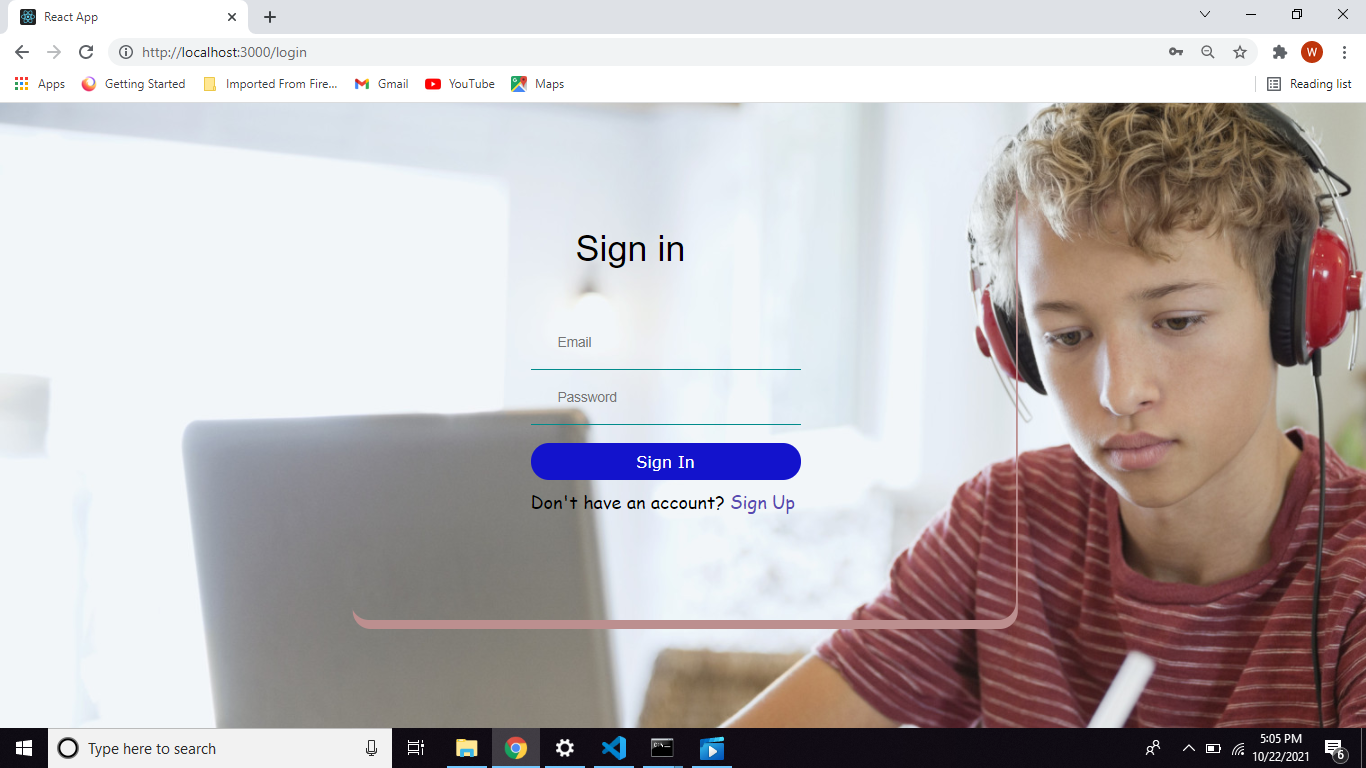 React App
http://localhost:3000/login
W
Apps Getting Started Imported From Fire... Gmail YouTube Maps Reading list
Sign in
Email
Password
Sign In
Don't have an account? Sign Up
Type here to search
5:05 PM
10/22/2021
6